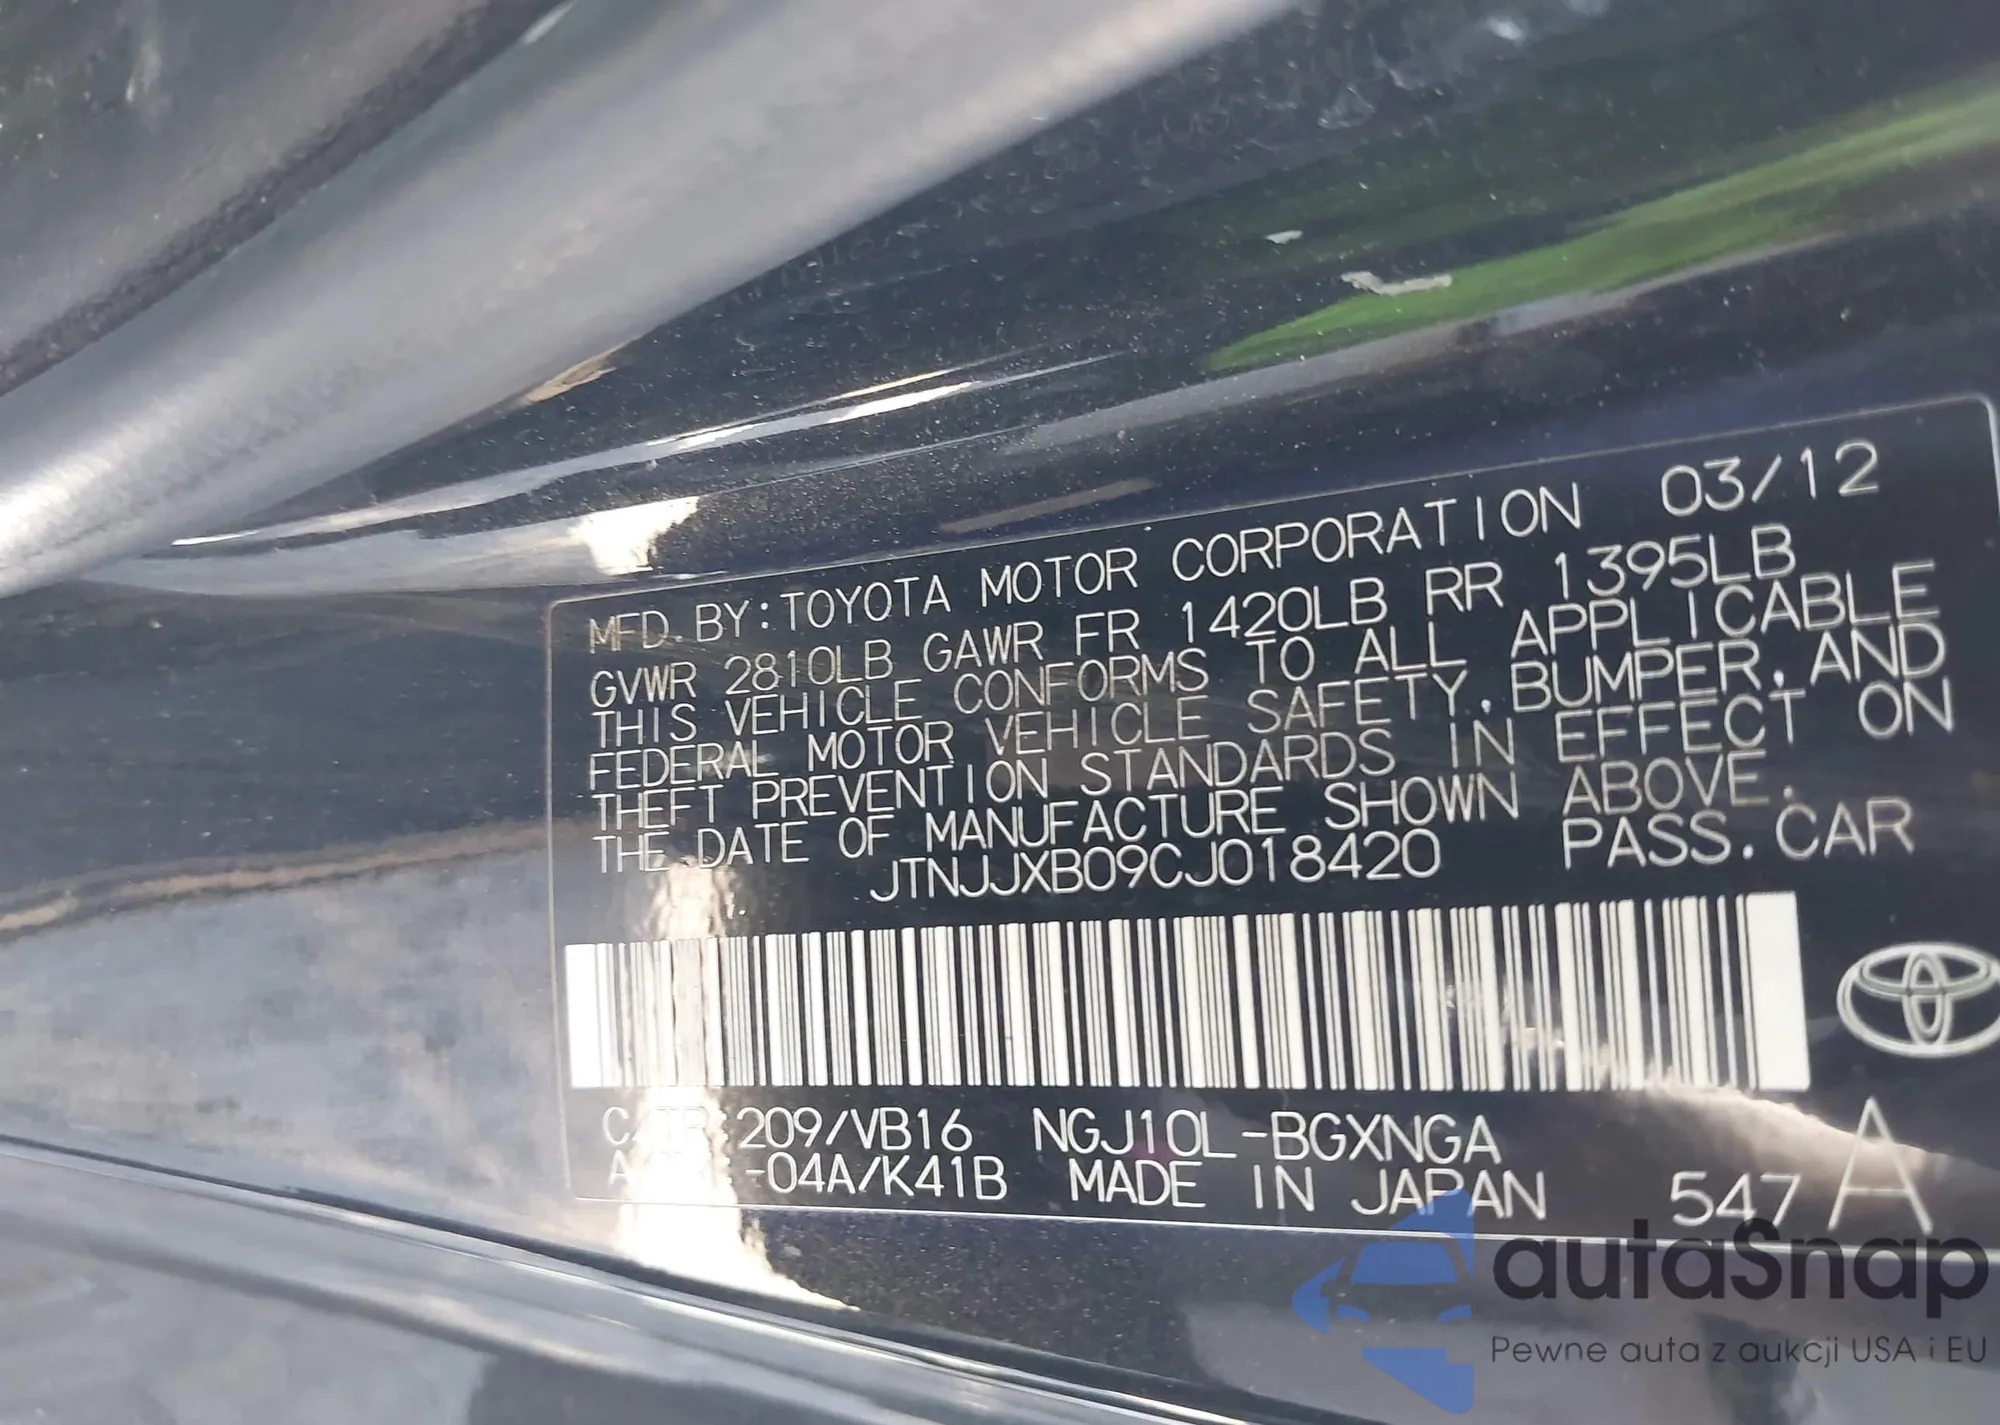 MFD. BY: TOYOTA MOTOR CORPORATION 03/12
GVWR 2810LB GAWR FR 1420LB RR 1395LB
THIS VEHICLE CONFORMS TO ALL APPLICABLE
FEDERAL MOTOR VEHICLE SAFETY, BUMPER, AND
THEFT PREVENTION STANDARDS IN EFFECT ON
THE DATE OF MANUFACTURE SHOWN ABOVE.
JTNJJXB09CJ018420 PASS. CAR
C/TR: 209/VB16 NGJ10L-BGXNGA
-04A/K41B MADE IN JAPAN 547 A
autaSnap
Pewne auta z aukcji USA i EU